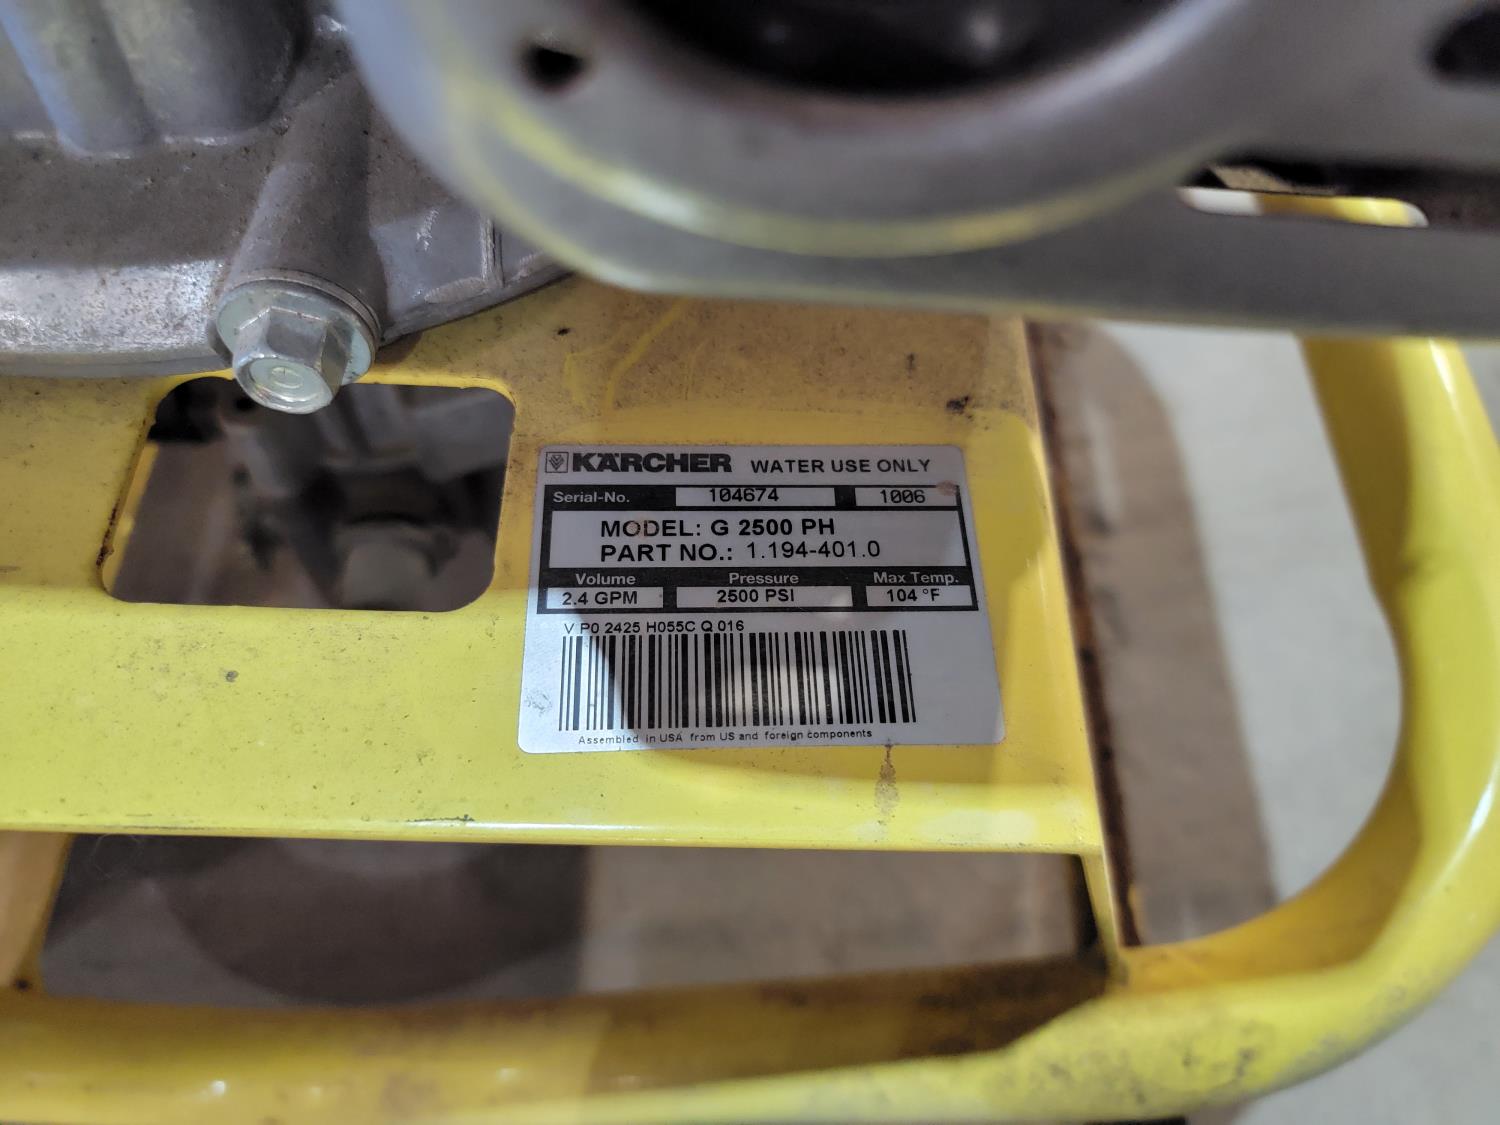 KÄRCHER WATER USE ONLY
Serial-No. 104674 1006
MODEL: G 2500 PH
PART NO.: 1.194-401.0
Volume Pressure Max Temp.
2.4 GPM 2500 PSI 104 °F
V P0 2425 H055C Q 016
Assembled in USA from US and foreign components